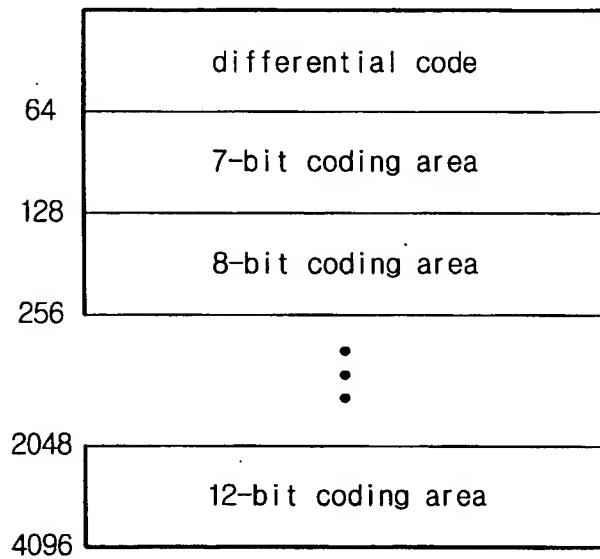 differential code
64
7-bit coding area
128
8-bit coding area
256
2048
12-bit coding area
4096